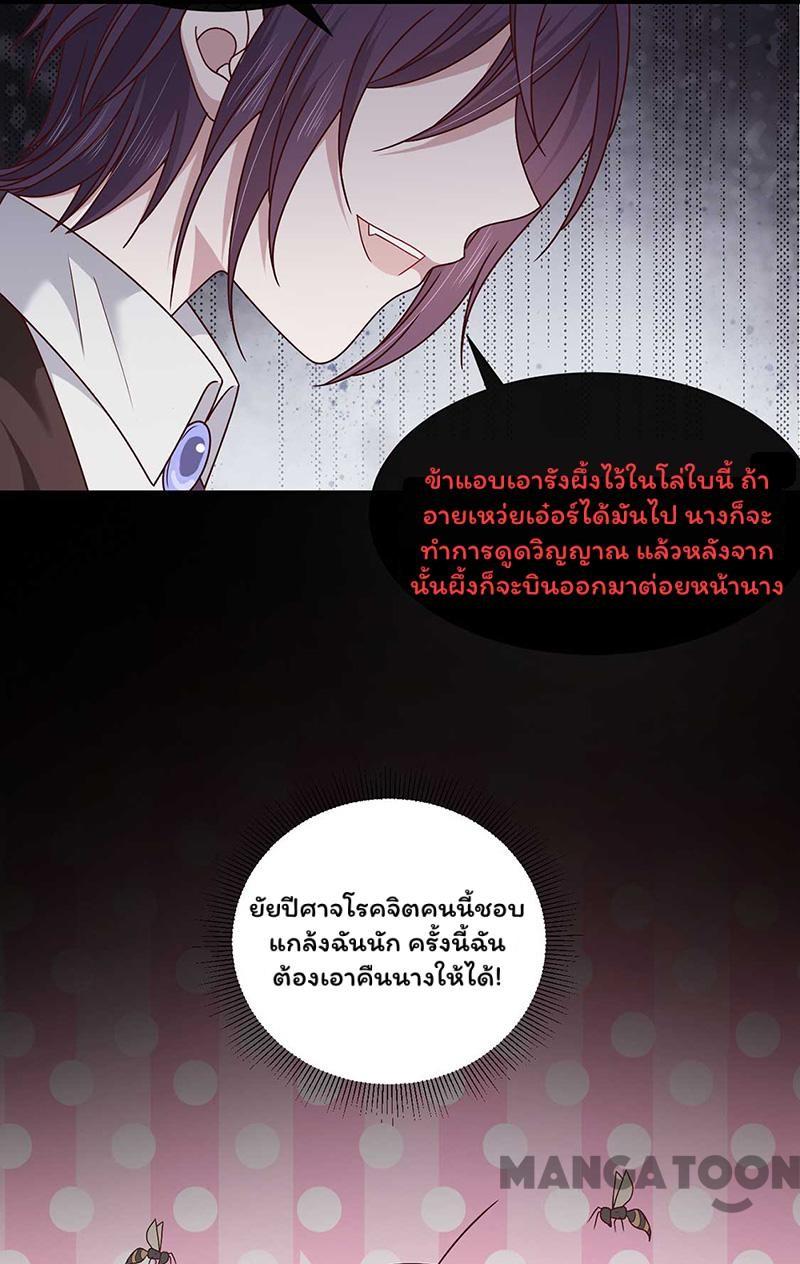 ข้าแอบเอารังผึ้งไว้ในโล่ใบนี้ ถ้า
อายเหว่ยเอ๋อร์ได้มันไป นางก็จะ
ทำการดูดวิญญาณ แล้วหลังจาก
นั้นผึ้งก็จะบินออกมาต่อยหน้านาง
ยัยปีศาจโรคจิตคนนี้ชอบ
แกล้งฉันนัก ครั้งนี้ฉัน
ต้องเอาคืนนางให้ได้!
MANGATOON